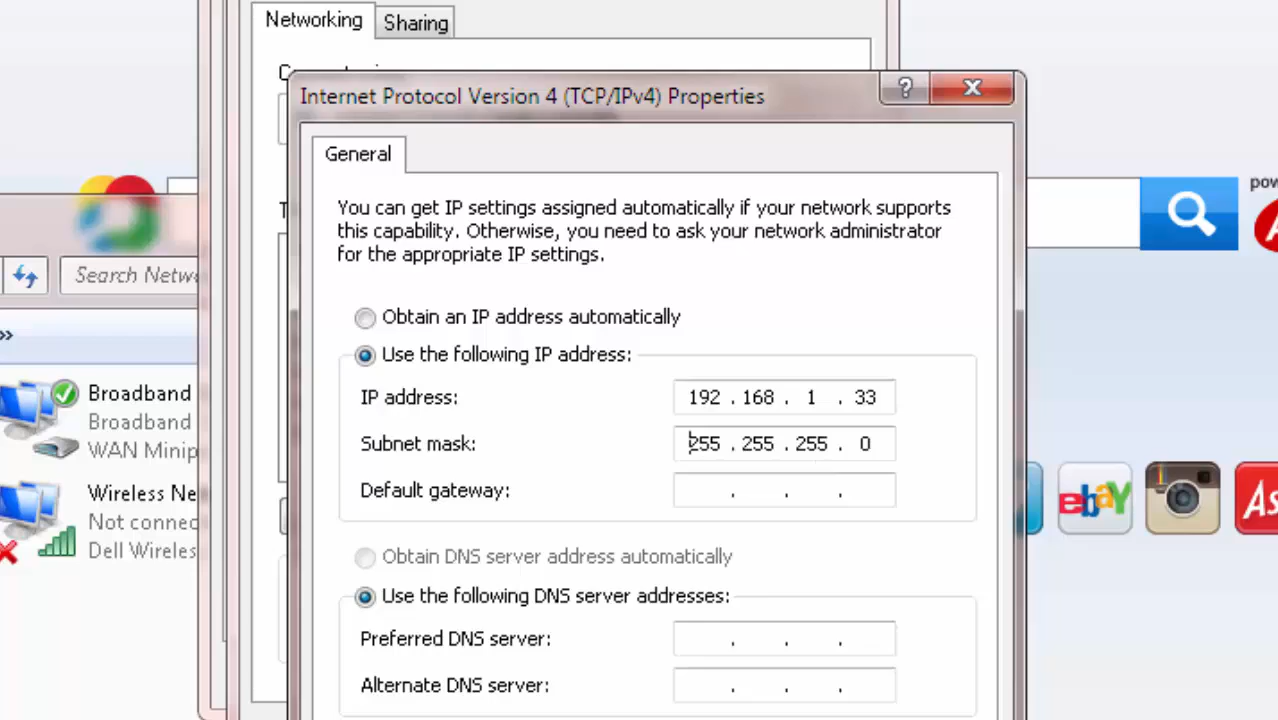 Networking
Sharing
Internet Protocol Version 4 (TCP/IPv4) Properties
?
General
You can get IP settings assigned automatically if your network supports
this capability. Otherwise, you need to ask your network administrator
for the appropriate IP settings.
Obtain an IP address automatically
Use the following IP address:
IP address:
192 . 168 . 1 . 33
Subnet mask:
255 . 255 . 255 . 0
Default gateway:
. . .
Obtain DNS server address automatically
Use the following DNS server addresses:
Preferred DNS server:
. . .
Alternate DNS server:
. . .
Search Netw
»
Broadband
Broadband
WAN Minip
Wireless Ne
Not connec
Dell Wireles
pow
ebay
As